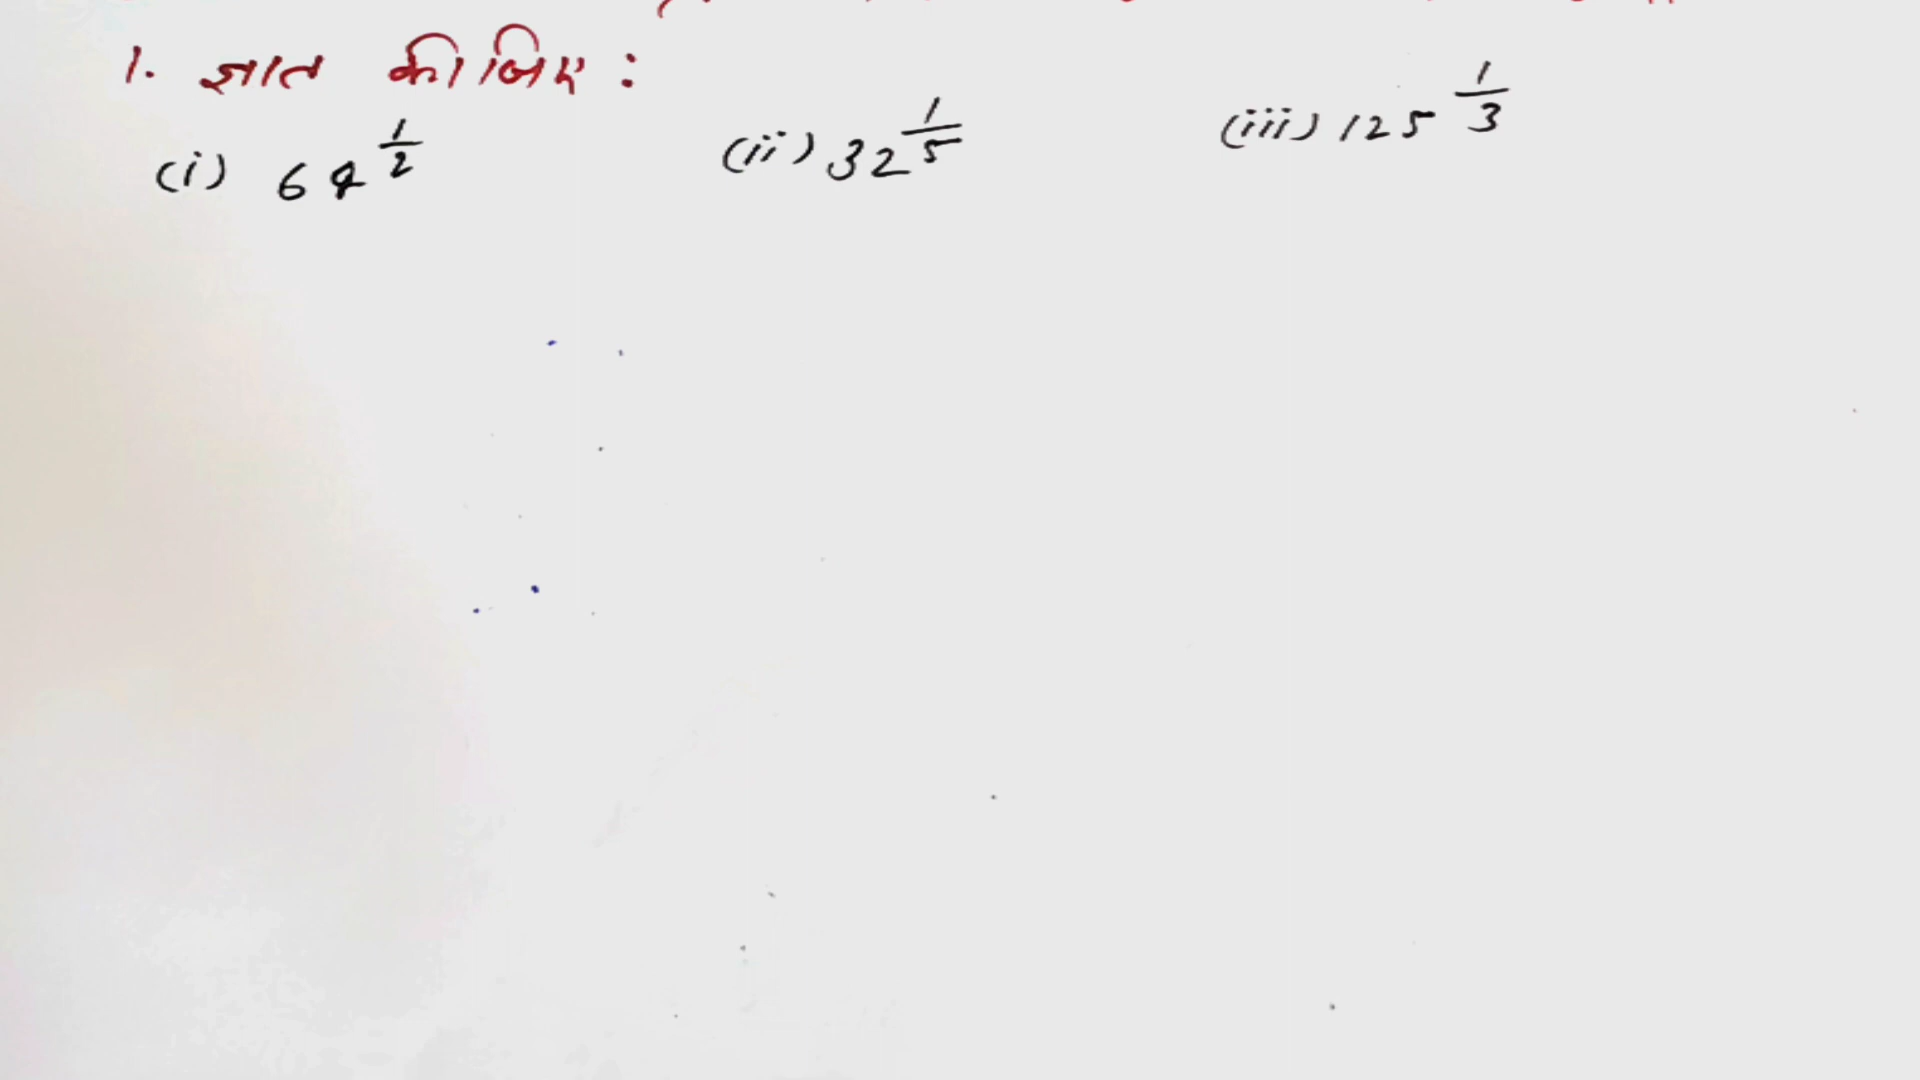 1. ज्ञात कीजिए :
(i) 64^{1/2} (ii) 32^{1/5} (iii) 125^{1/3}